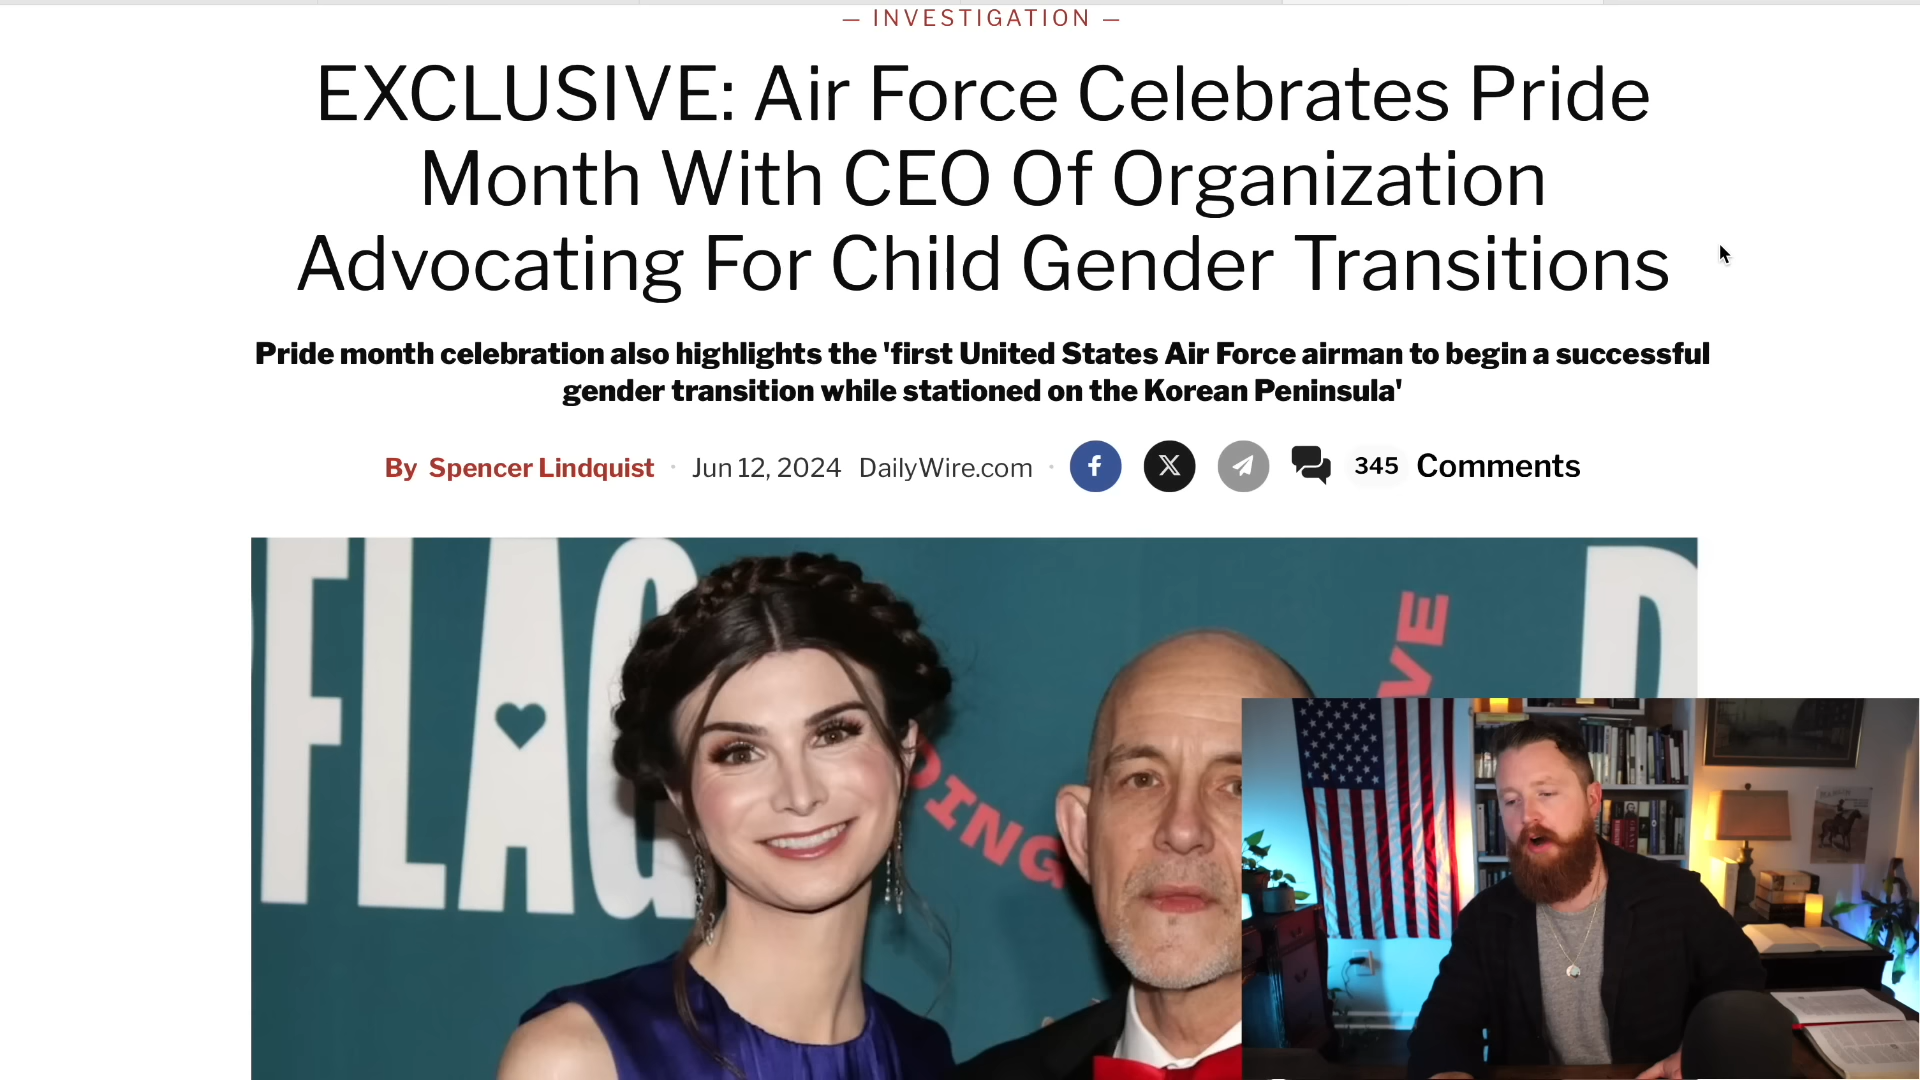 — INVESTIGATION —
EXCLUSIVE: Air Force Celebrates Pride
Month With CEO Of Organization
Advocating For Child Gender Transitions
Pride month celebration also highlights the 'first United States Air Force airman to begin a successful
gender transition while stationed on the Korean Peninsula'
By Spencer Lindquist · Jun 12, 2024 DailyWire.com · 345 Comments
FLAG
DING
VE
D